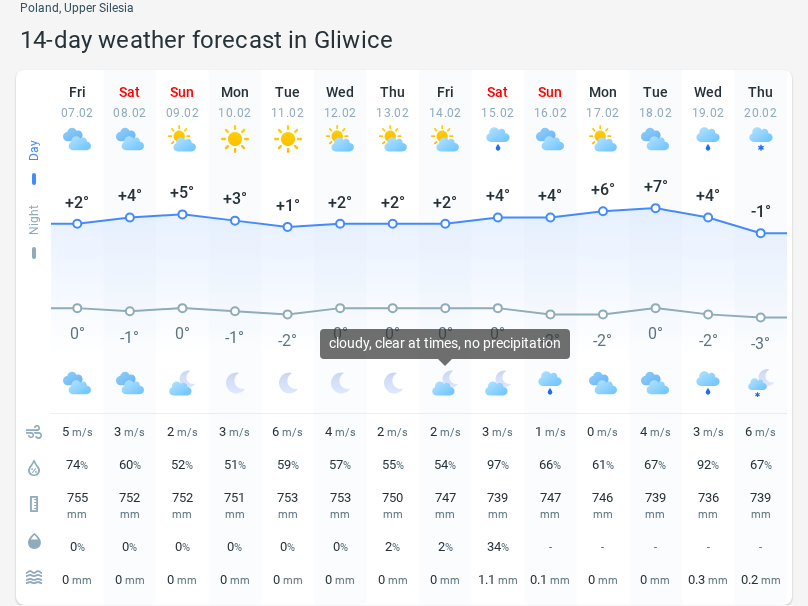 Poland, Upper Silesia
14-day weather forecast in Gliwice
Fri Sat Sun Mon Tue Wed Thu Fri Sat Sun Mon Tue Wed Thu
07.02 08.02 09.02 10.02 11.02 12.02 13.02 14.02 15.02 16.02 17.02 18.02 19.02 20.02
Day
+2° +4° +5° +3° +1° +2° +2° +2° +4° +4° +6° +7° +4° -1°
Night
0° -1° 0° -1° -2° 0° -2° 0° -2° -3°
cloudy, clear at times, no precipitation
5 m/s 3 m/s 2 m/s 3 m/s 6 m/s 4 m/s 2 m/s 2 m/s 3 m/s 1 m/s 0 m/s 4 m/s 3 m/s 6 m/s
74% 60% 52% 51% 59% 57% 55% 54% 97% 66% 61% 67% 92% 67%
755 752 752 751 753 753 750 747 739 747 746 739 736 739
mm mm mm mm mm mm mm mm mm mm mm mm mm mm
0% 0% 0% 0% 0% 0% 2% 2% 34% - - - - -
0 mm 0 mm 0 mm 0 mm 0 mm 0 mm 0 mm 0 mm 1.1 mm 0.1 mm 0 mm 0 mm 0.3 mm 0.2 mm